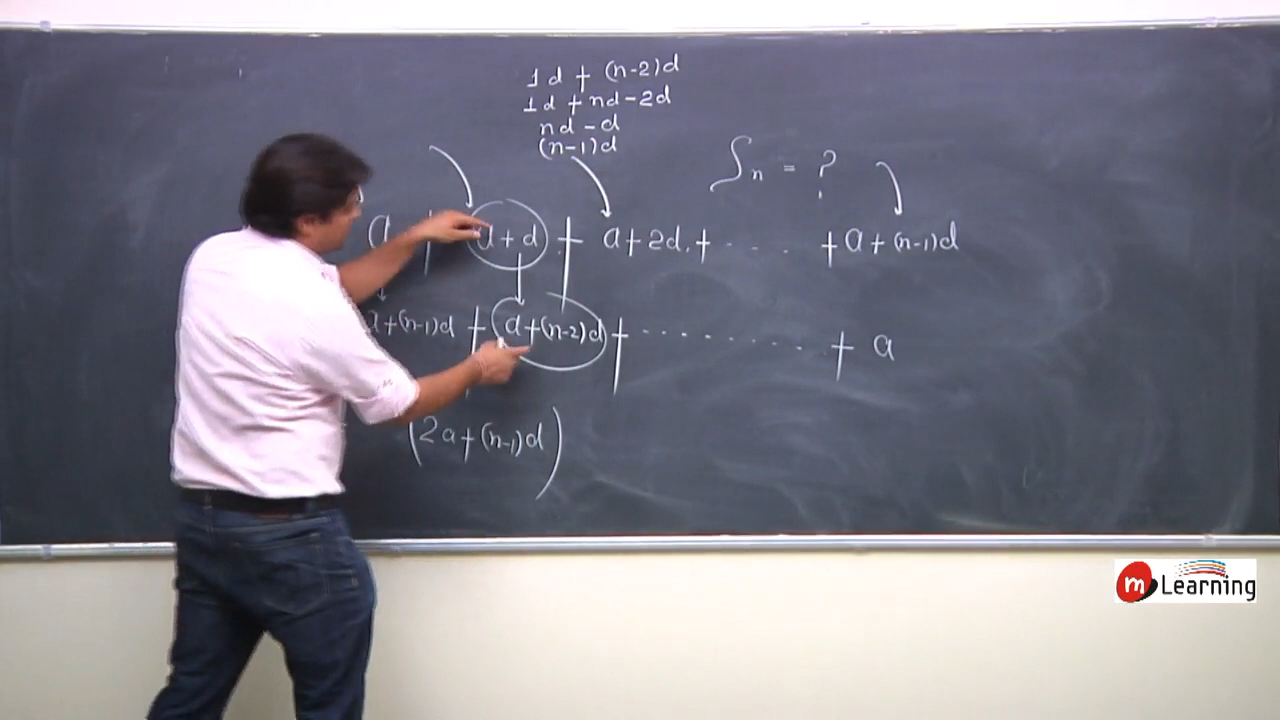 1d + (n-2)d
1d + nd - 2d
nd - d
(n-1)d
Sn = ?
a + a + d + a + 2d + . . . . + a + (n-1)d
a + (n-1)d + a + (n-2)d + . . . . . . . . + a
(2a + (n-1)d)
m Learning